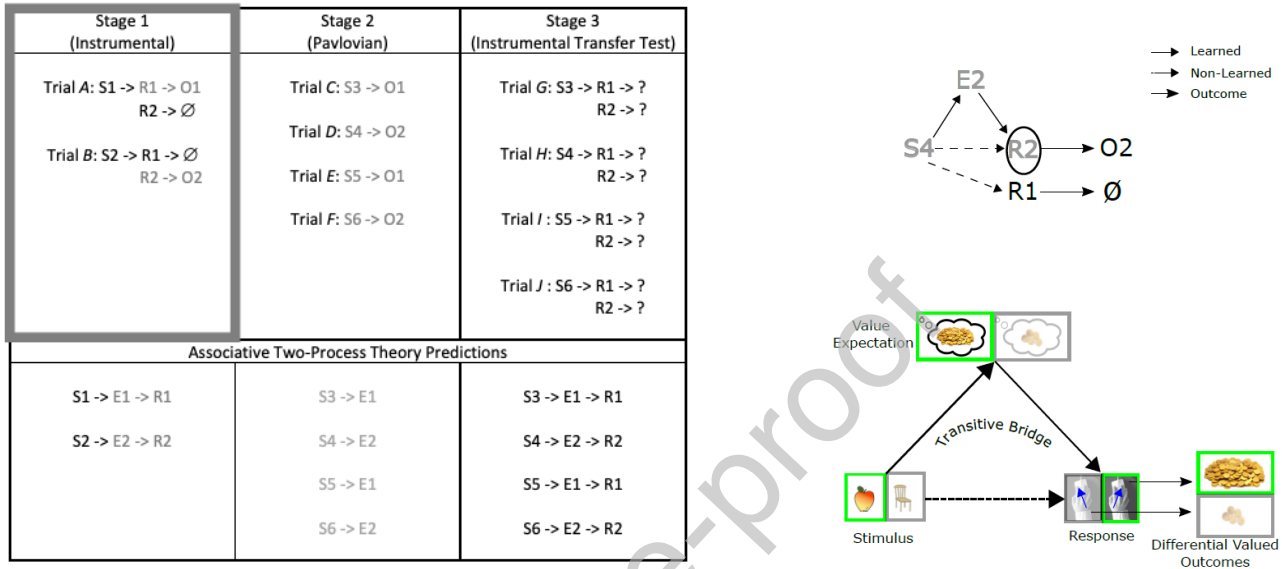 Stage 1
(Instrumental)
Stage 2
(Pavlovian)
Stage 3
(Instrumental Transfer Test)
Trial A: S1 -> R1 -> O1
R2 -> Ø
Trial B: S2 -> R1 -> Ø
R2 -> O2
Trial C: S3 -> O1
Trial D: S4 -> O2
Trial E: S5 -> O1
Trial F: S6 -> O2
Trial G: S3 -> R1 -> ?
R2 -> ?
Trial H: S4 -> R1 -> ?
R2 -> ?
Trial I : S5 -> R1 -> ?
R2 -> ?
Trial J : S6 -> R1 -> ?
R2 -> ?
Associative Two-Process Theory Predictions
S1 -> E1 -> R1
S2 -> E2 -> R2
S3 -> E1
S4 -> E2
S5 -> E1
S6 -> E2
S3 -> E1 -> R1
S4 -> E2 -> R2
S5 -> E1 -> R1
S6 -> E2 -> R2
Learned
Non-Learned
Outcome
E2
S4
R2
O2
R1
Ø
Value
Expectation
Transitive Bridge
Stimulus
Response
Differential Valued
Outcomes
e-proof